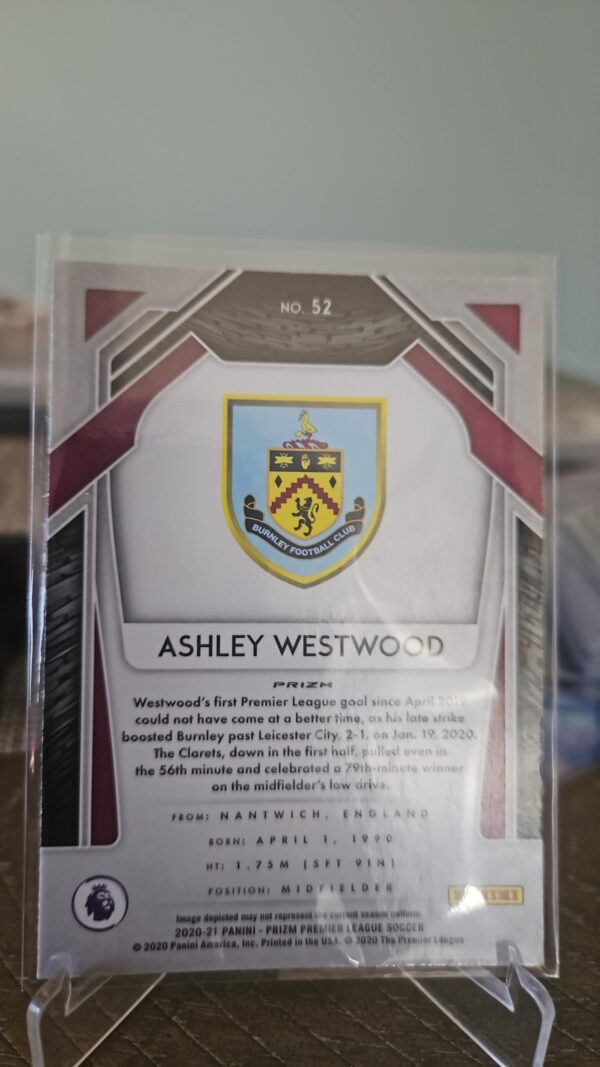 NO. 52
BURNLEY FOOTBALL CLUB
ASHLEY WESTWOOD
PRIZM
Westwood's first Premier League goal since April 2019
could not have come at a better time, as his late strike
boosted Burnley past Leicester City, 2-1, on Jan. 19, 2020.
The Clarets, down in the first half, pulled even in
the 56th minute and celebrated a 79th-minute winner
on the midfielder's low drive.
FROM: NANTWICH, ENGLAND
BORN: APRIL 1, 1990
HT: 1.75M (5FT 9IN)
POSITION: MIDFIELDER
PANINI
Image depicted may not represent the current season uniform.
2020-21 PANINI - PRIZM PREMIER LEAGUE SOCCER
© 2020 Panini America, Inc. Printed in the USA. © 2020 The Premier League